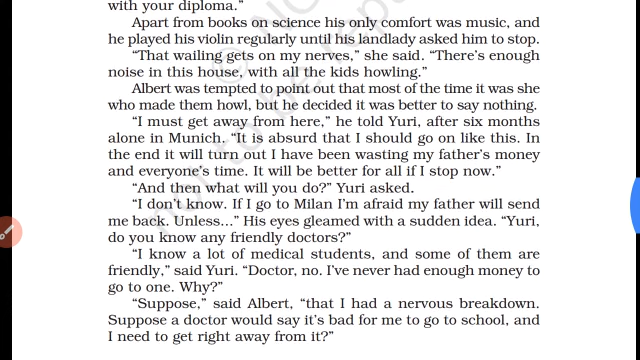 with your diploma.”
Apart from books on science his only comfort was music, and
he played his violin regularly until his landlady asked him to stop.
“That wailing gets on my nerves,” she said. “There’s enough
noise in this house, with all the kids howling.”
Albert was tempted to point out that most of the time it was she
who made them howl, but he decided it was better to say nothing.
“I must get away from here,” he told Yuri, after six months
alone in Munich. “It is absurd that I should go on like this. In
the end it will turn out I have been wasting my father’s money
and everyone’s time. It will be better for all if I stop now.”
“And then what will you do?” Yuri asked.
“I don’t know. If I go to Milan I’m afraid my father will send
me back. Unless...” His eyes gleamed with a sudden idea. “Yuri,
do you know any friendly doctors?”
“I know a lot of medical students, and some of them are
friendly,” said Yuri. “Doctor, no. I’ve never had enough money to
go to one. Why?”
“Suppose,” said Albert, “that I had a nervous breakdown.
Suppose a doctor would say it’s bad for me to go to school, and
I need to get right away from it?”